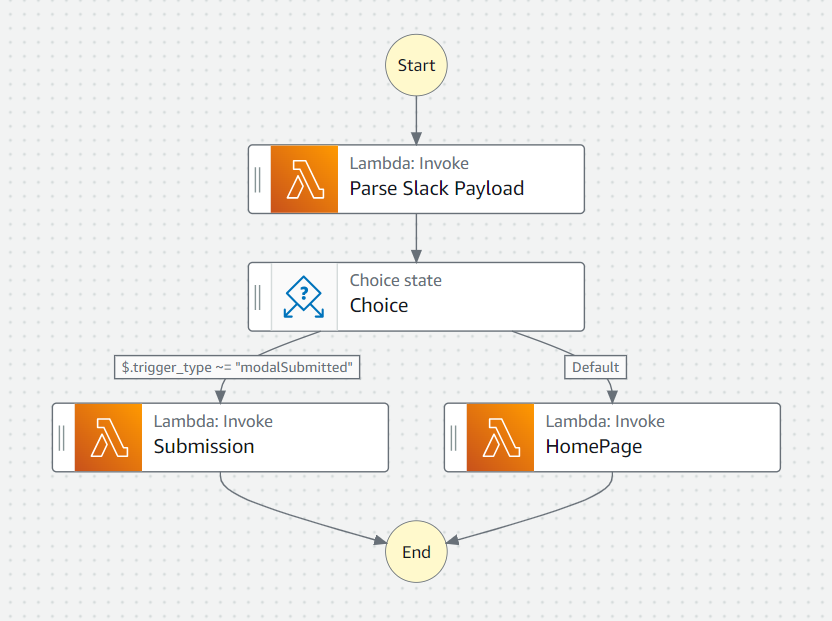 Start
Lambda: Invoke
Parse Slack Payload
Choice state
Choice
$.trigger_type ~= "modalSubmitted"
Default
Lambda: Invoke
Submission
Lambda: Invoke
HomePage
End